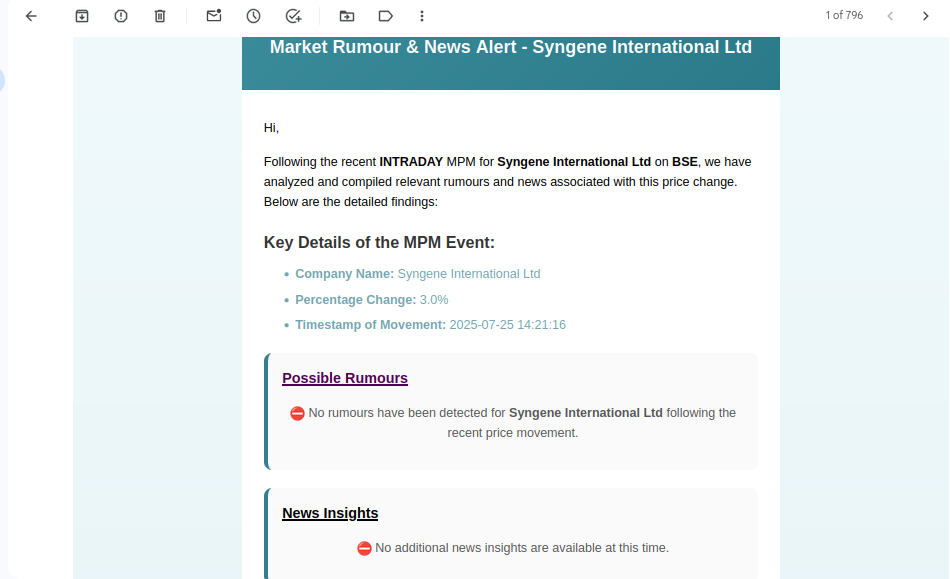 1 of 796
Market Rumour & News Alert - Syngene International Ltd
Hi,
Following the recent INTRADAY MPM for Syngene International Ltd on BSE, we have
analyzed and compiled relevant rumours and news associated with this price change.
Below are the detailed findings:
Key Details of the MPM Event:
• Company Name: Syngene International Ltd
• Percentage Change: 3.0%
• Timestamp of Movement: 2025-07-25 14:21:16
Possible Rumours
⛔ No rumours have been detected for Syngene International Ltd following the
recent price movement.
News Insights
⛔ No additional news insights are available at this time.